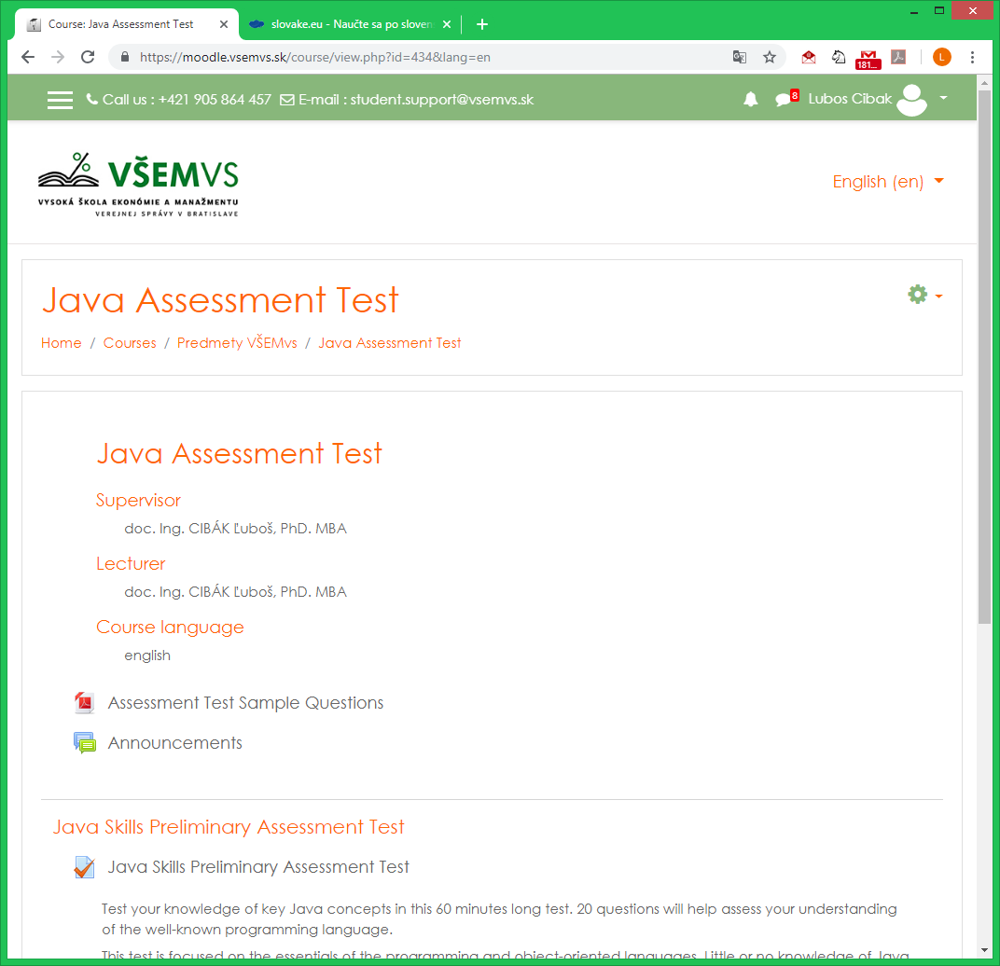 Course: Java Assessment Test
slovake.eu - Naučte sa po sloven
https://moodle.vsemvs.sk/course/view.php?id=434&lang=en
181...
L
Call us : +421 905 864 457 E-mail : student.support@vsemvs.sk
8
Lubos Cibak
VŠEMVS
VYSOKÁ ŠKOLA EKONÓMIE A MANAŽMENTU
VEREJNEJ SPRÁVY V BRATISLAVE
English (en)
Java Assessment Test
Home / Courses / Predmety VŠEMvs / Java Assessment Test
Java Assessment Test
Supervisor
doc. Ing. CIBÁK Ľuboš, PhD. MBA
Lecturer
doc. Ing. CIBÁK Ľuboš, PhD. MBA
Course language
english
Assessment Test Sample Questions
Announcements
Java Skills Preliminary Assessment Test
Java Skills Preliminary Assessment Test
Test your knowledge of key Java concepts in this 60 minutes long test. 20 questions will help assess your understanding
of the well-known programming language.
This test is focused on the essentials of the programming and object-oriented languages. Little or no knowledge of Java